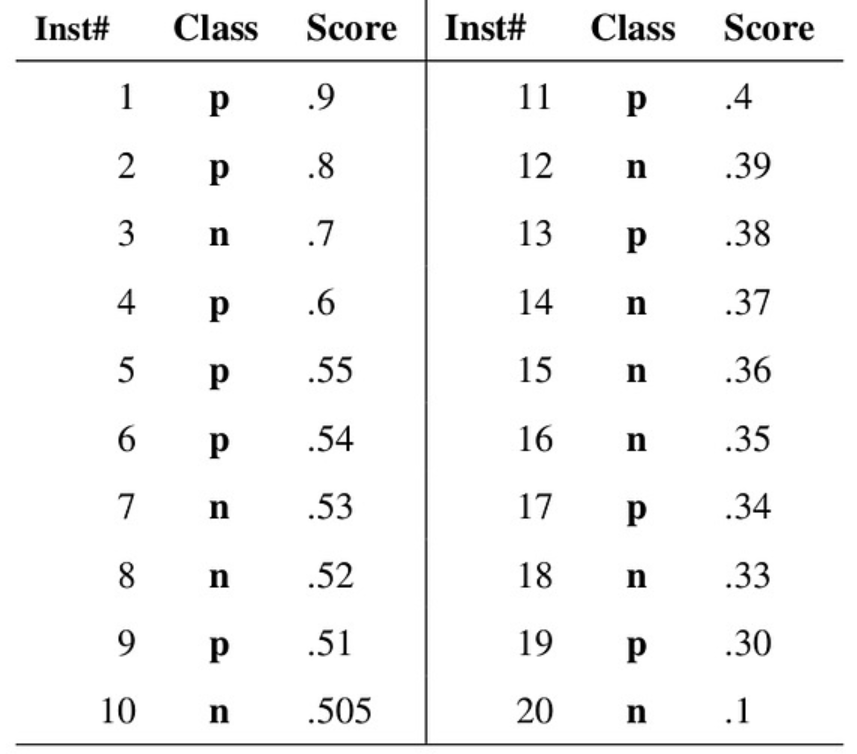 Inst# Class Score Inst# Class Score
1 p .9 11 p .4
2 p .8 12 n .39
3 n .7 13 p .38
4 p .6 14 n .37
5 p .55 15 n .36
6 p .54 16 n .35
7 n .53 17 p .34
8 n .52 18 n .33
9 p .51 19 p .30
10 n .505 20 n .1